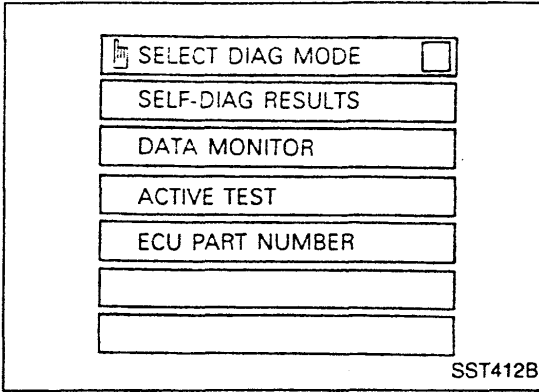 SELECT DIAG MODE
SELF-DIAG RESULTS
DATA MONITOR
ACTIVE TEST
ECU PART NUMBER
SST412B